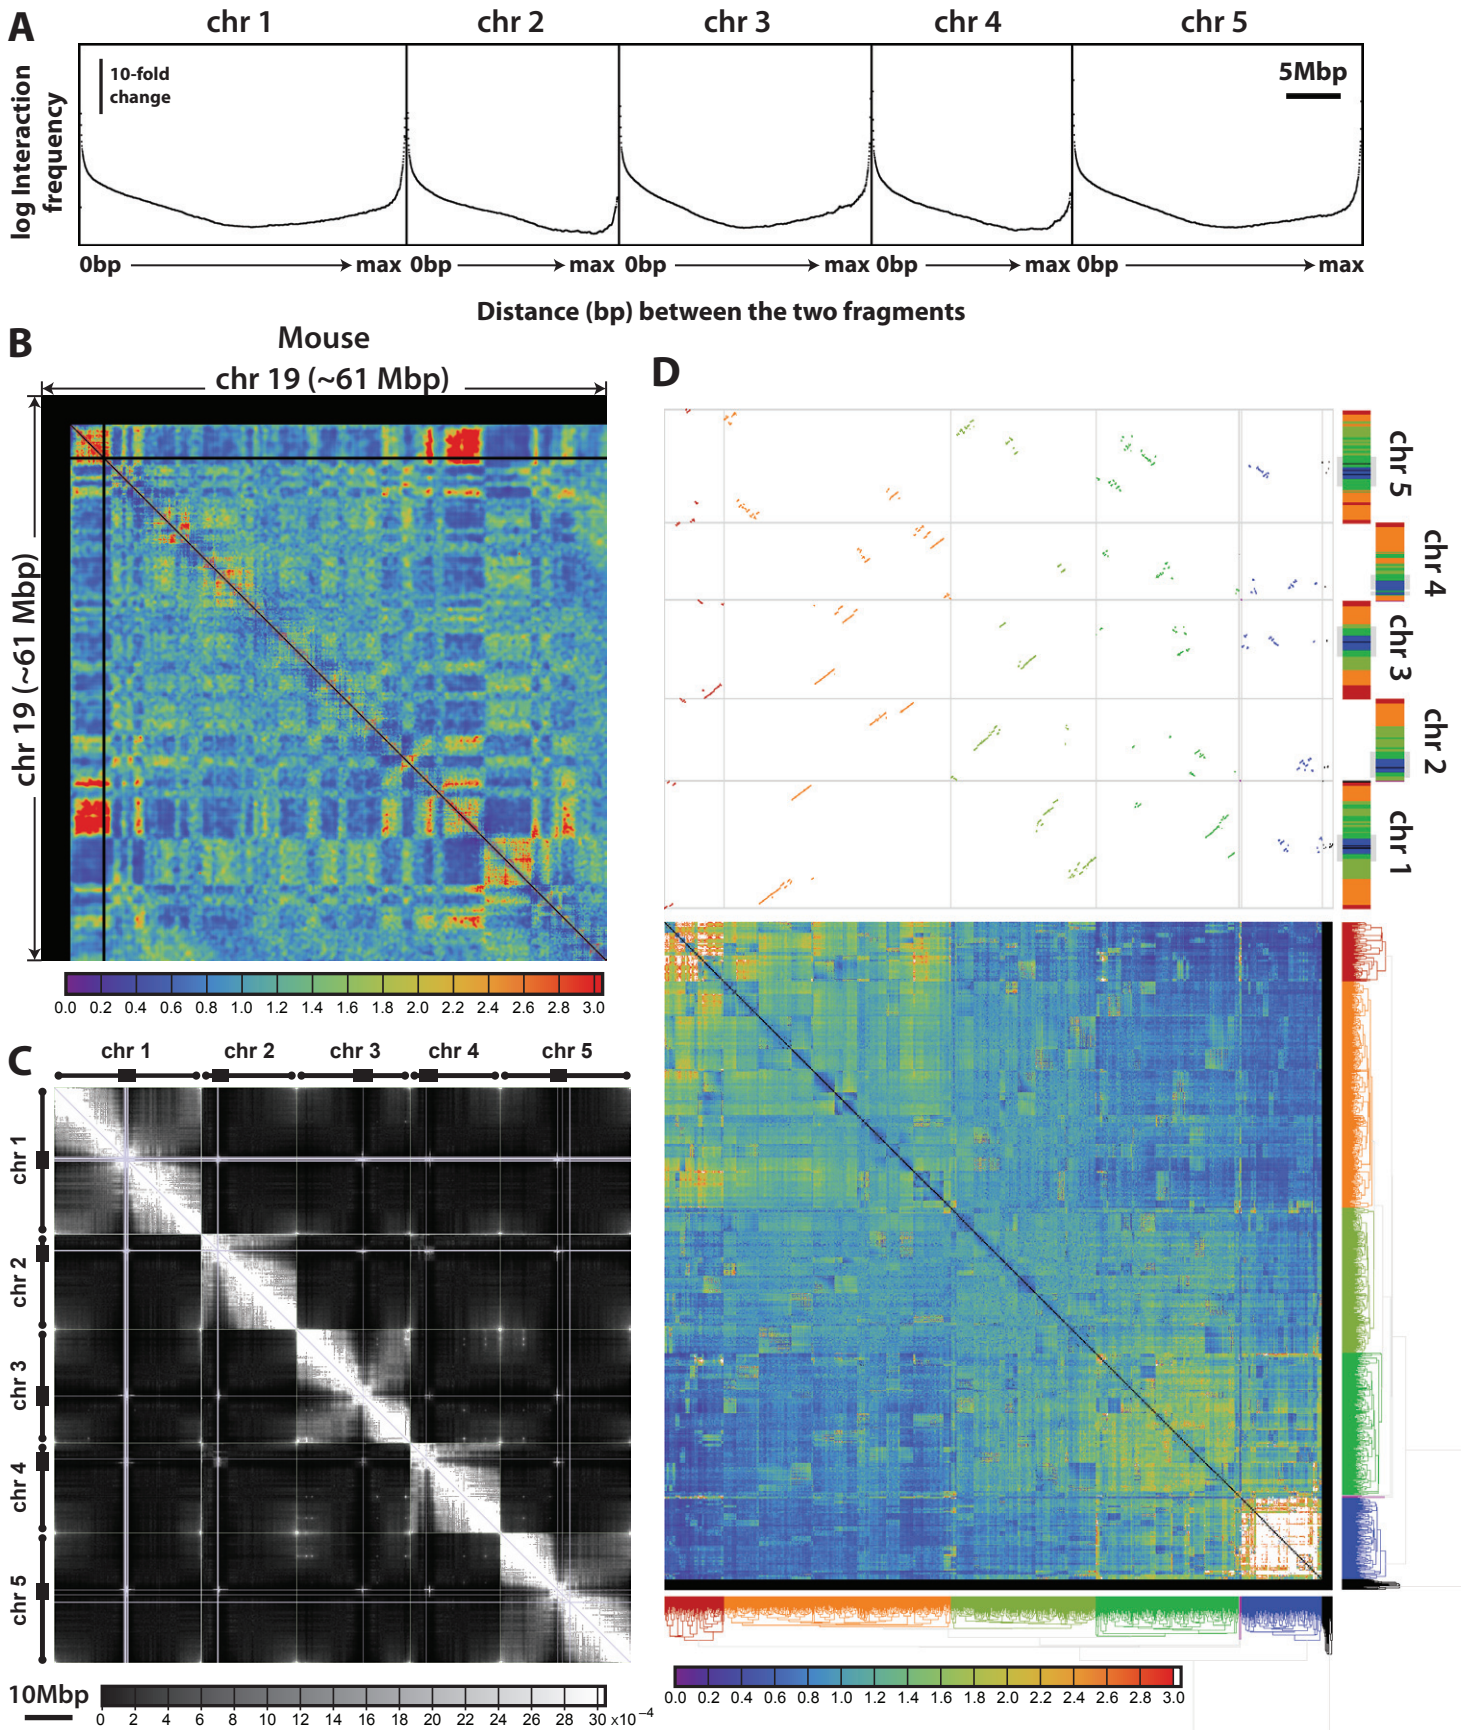 A
chr 1 chr 2 chr 3 chr 4 chr 5
log Interaction
frequency
10-fold
change
5Mbp
0bp max 0bp max 0bp max 0bp max 0bp max
Distance (bp) between the two fragments
B
Mouse
chr 19 (~61 Mbp)
chr 19 (~61 Mbp)
0.0 0.2 0.4 0.6 0.8 1.0 1.2 1.4 1.6 1.8 2.0 2.2 2.4 2.6 2.8 3.0
C
chr 1 chr 2 chr 3 chr 4 chr 5
chr 1
chr 2
chr 3
chr 4
chr 5
10Mbp
0 2 4 6 8 10 12 14 16 18 20 22 24 26 28 30 x10⁻⁴
D
chr 5
chr 4
chr 3
chr 2
chr 1
0.0 0.2 0.4 0.6 0.8 1.0 1.2 1.4 1.6 1.8 2.0 2.2 2.4 2.6 2.8 3.0